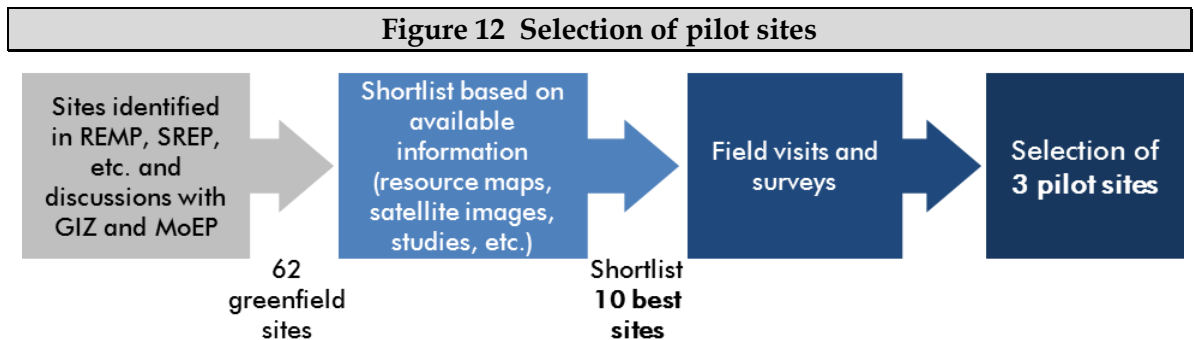 Figure 12 Selection of pilot sites
Sites identified
in REMP, SREP,
etc. and
discussions with
GIZ and MoEP
62
greenfield
sites
Shortlist based on
available
information
(resource maps,
satellite images,
studies, etc.)
Shortlist
10 best
sites
Field visits and
surveys
Selection of
3 pilot sites